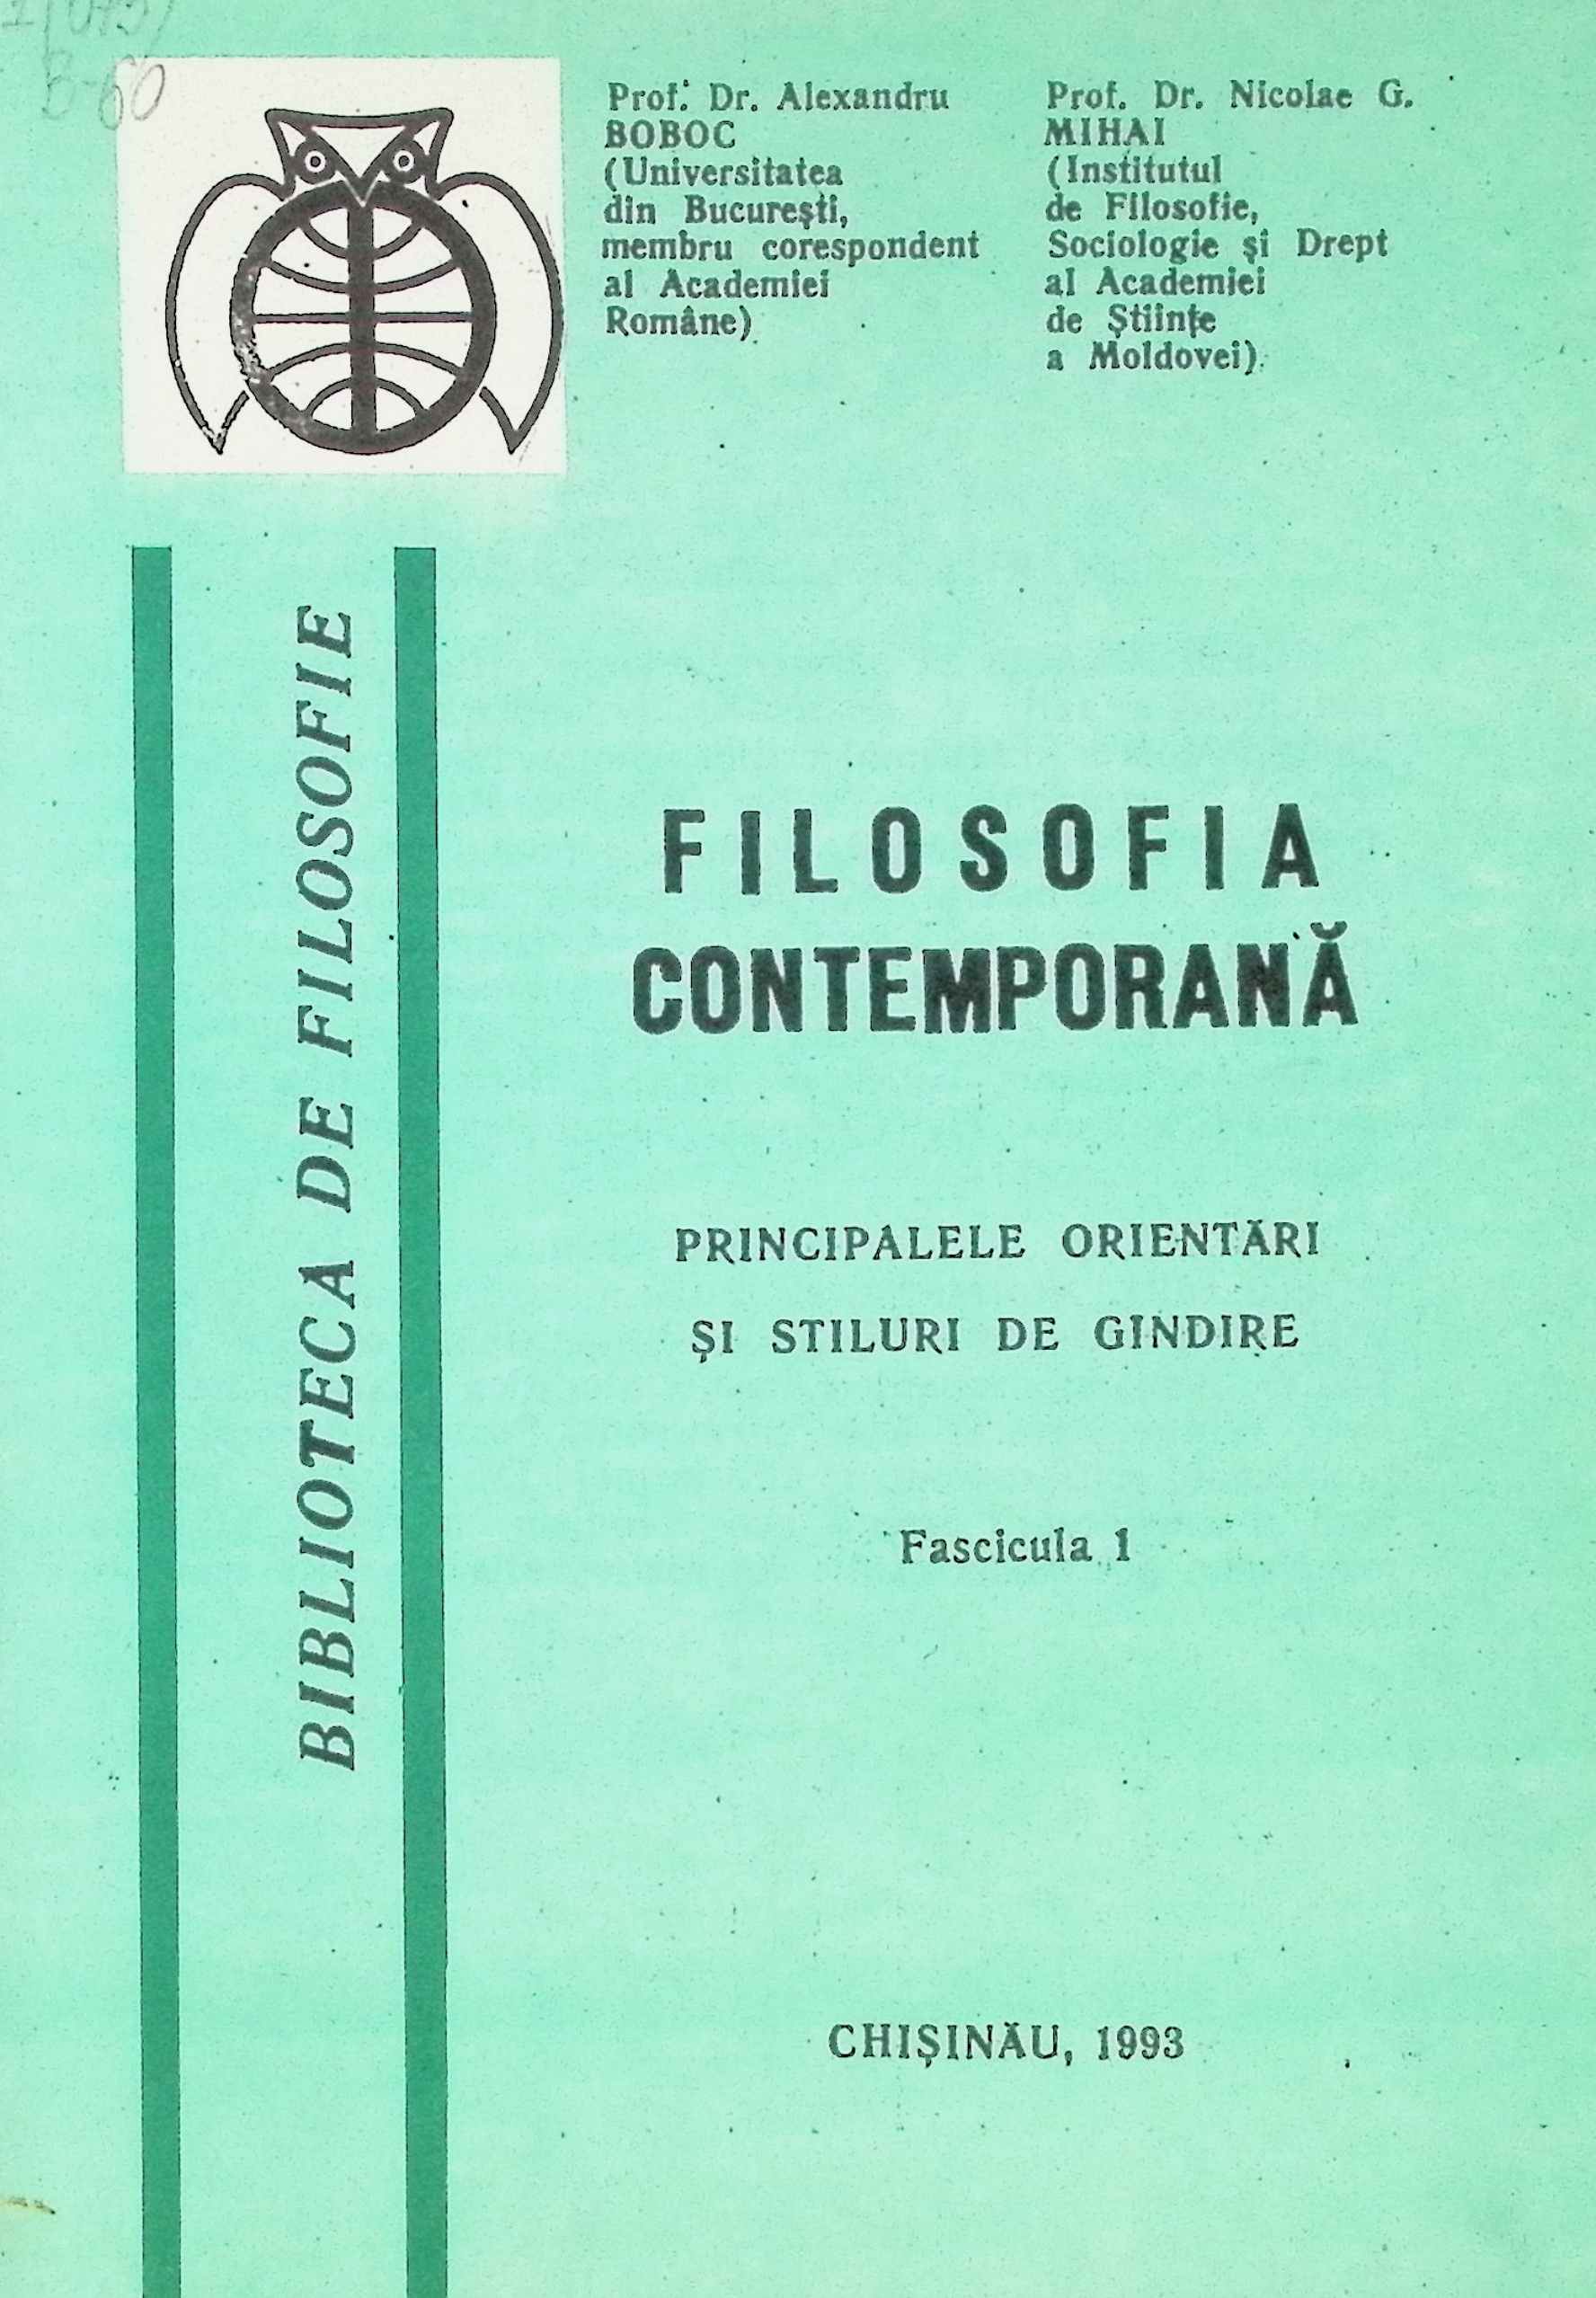 Prof. Dr. Alexandru
BOBOC
(Universitatea
din București,
membru corespondent
al Academiei
Române)
Prof. Dr. Nicolae G.
MIHAI
(Institutul
de Filosofie,
Sociologie și Drept
al Academiei
de Științe
a Moldovei)
BIBLIOTECA DE FILOSOFIE
FILOSOFIA
CONTEMPORANĂ
PRINCIPALELE ORIENTĂRI
ȘI STILURI DE GÎNDIRE
Fascicula 1
CHIȘINĂU, 1993